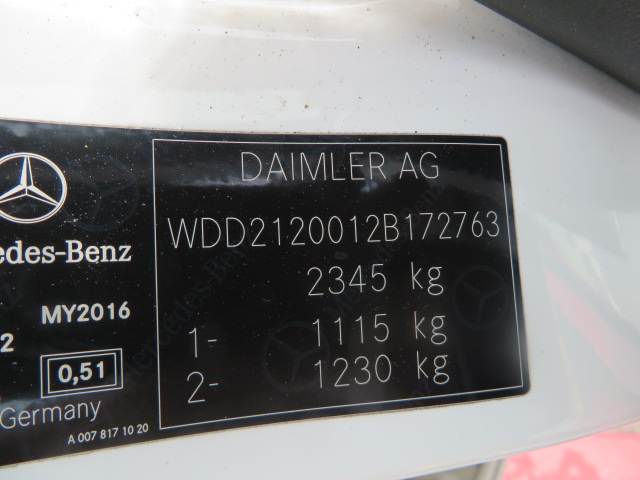 DAIMLER AG
WDD2120012B172763
2345 kg
1- 1115 kg
2- 1230 kg
edes-Benz
2 MY2016
0,51
Germany
A 007 817 10 20